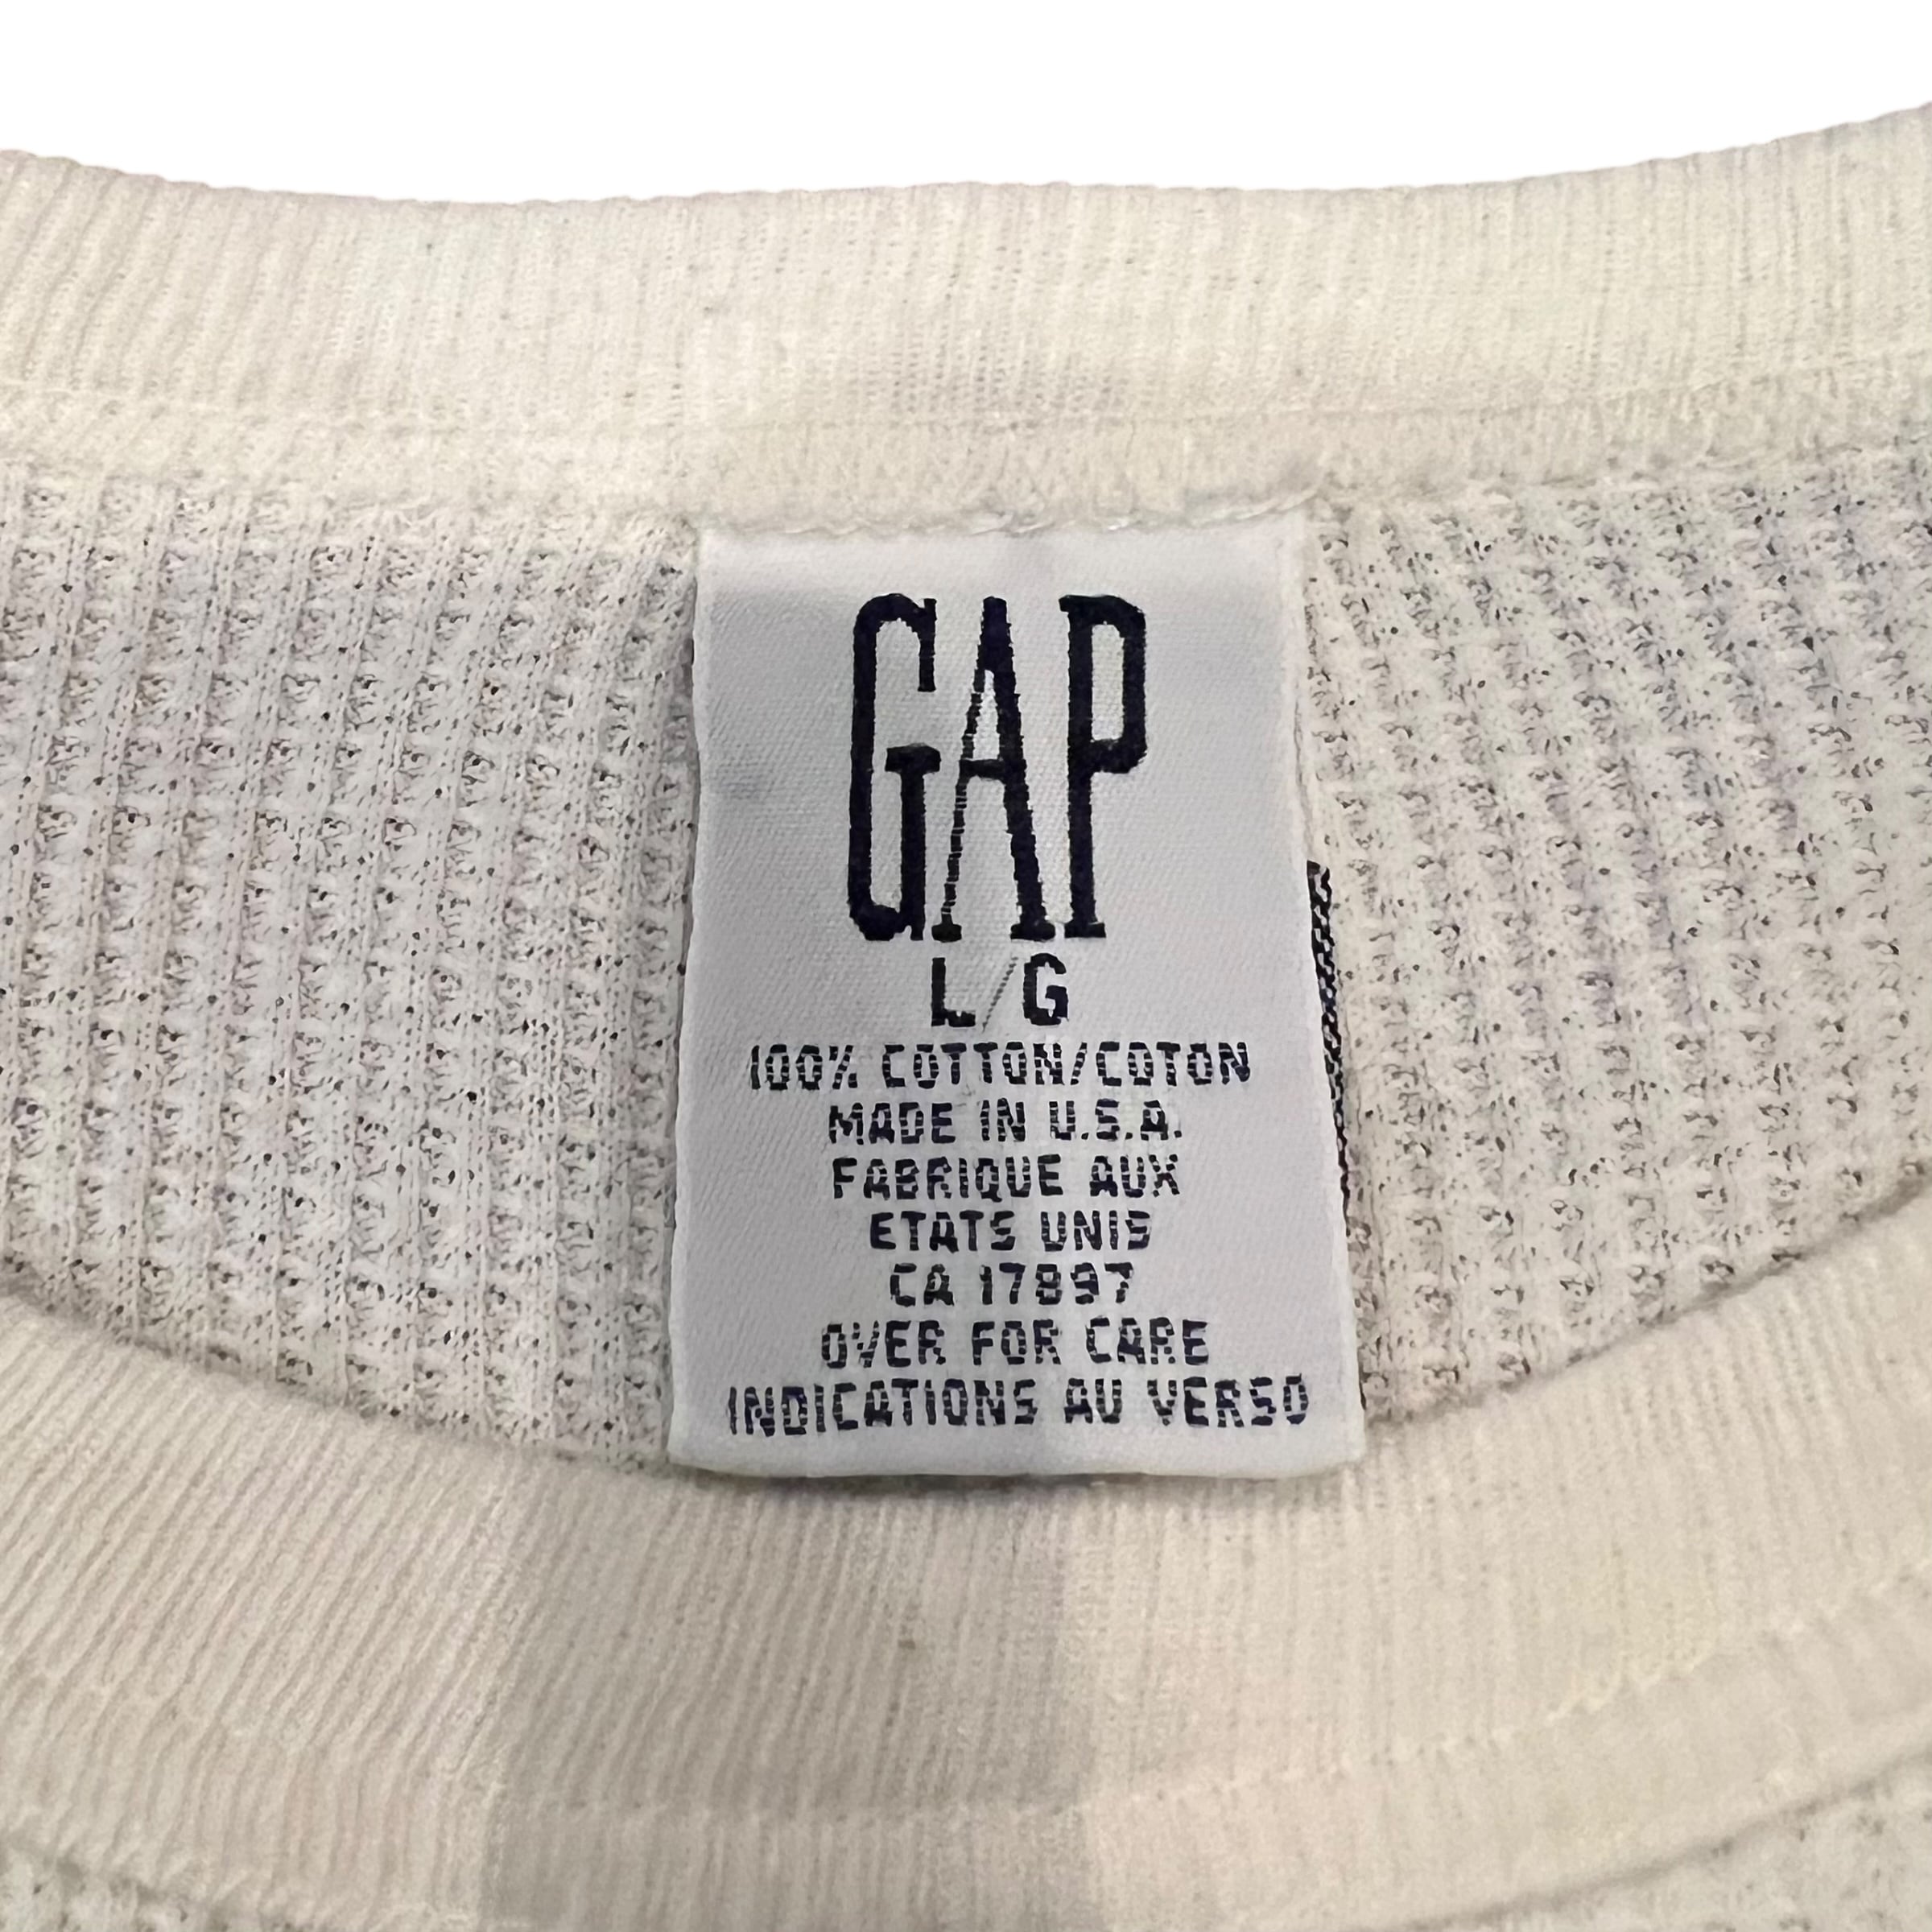 GAP
L/G
100% COTTON/COTON
MADE IN U.S.A.
FABRIQUE AUX
ETATS UNIS
CA 17897
OVER FOR CARE
INDICATIONS AU VERSO